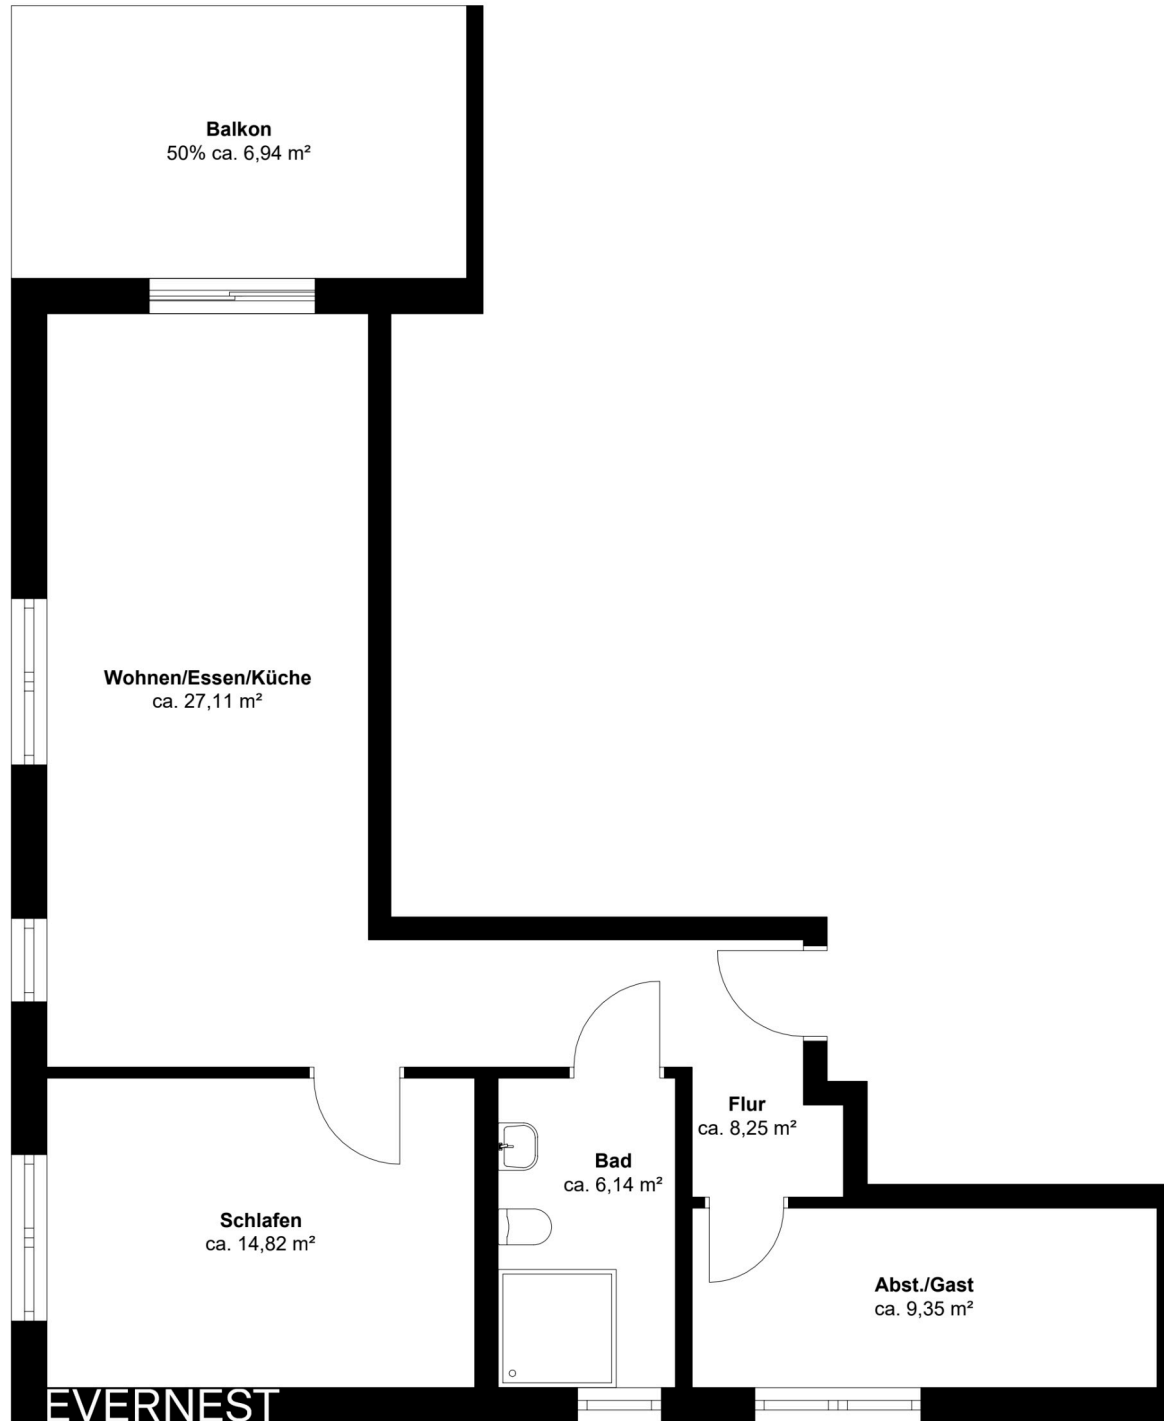 Balkon
50% ca. 6,94 m²
Wohnen/Essen/Küche
ca. 27,11 m²
Flur
ca. 8,25 m²
Bad
ca. 6,14 m²
Schlafen
ca. 14,82 m²
Abst./Gast
ca. 9,35 m²
EVERNEST